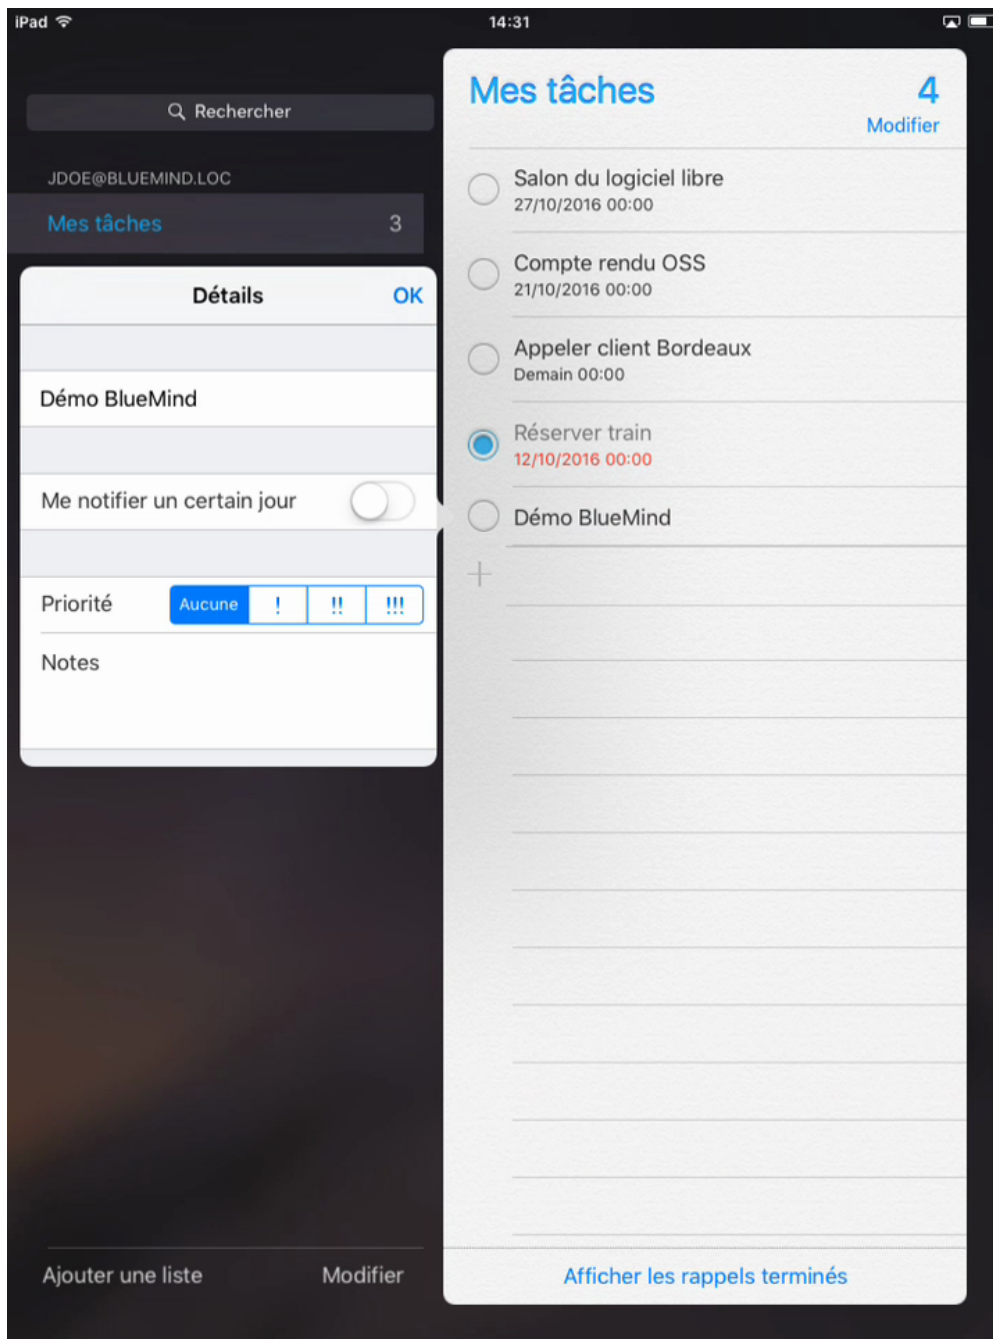 iPad 14:31
Rechercher
JDOE@BLUEMIND.LOC
Mes tâches 3
Détails OK
Démo BlueMind
Me notifier un certain jour
Priorité Aucune ! !! !!!
Notes
Ajouter une liste Modifier
Mes tâches 4
Modifier
Salon du logiciel libre
27/10/2016 00:00
Compte rendu OSS
21/10/2016 00:00
Appeler client Bordeaux
Demain 00:00
Réserver train
12/10/2016 00:00
Démo BlueMind
Afficher les rappels terminés